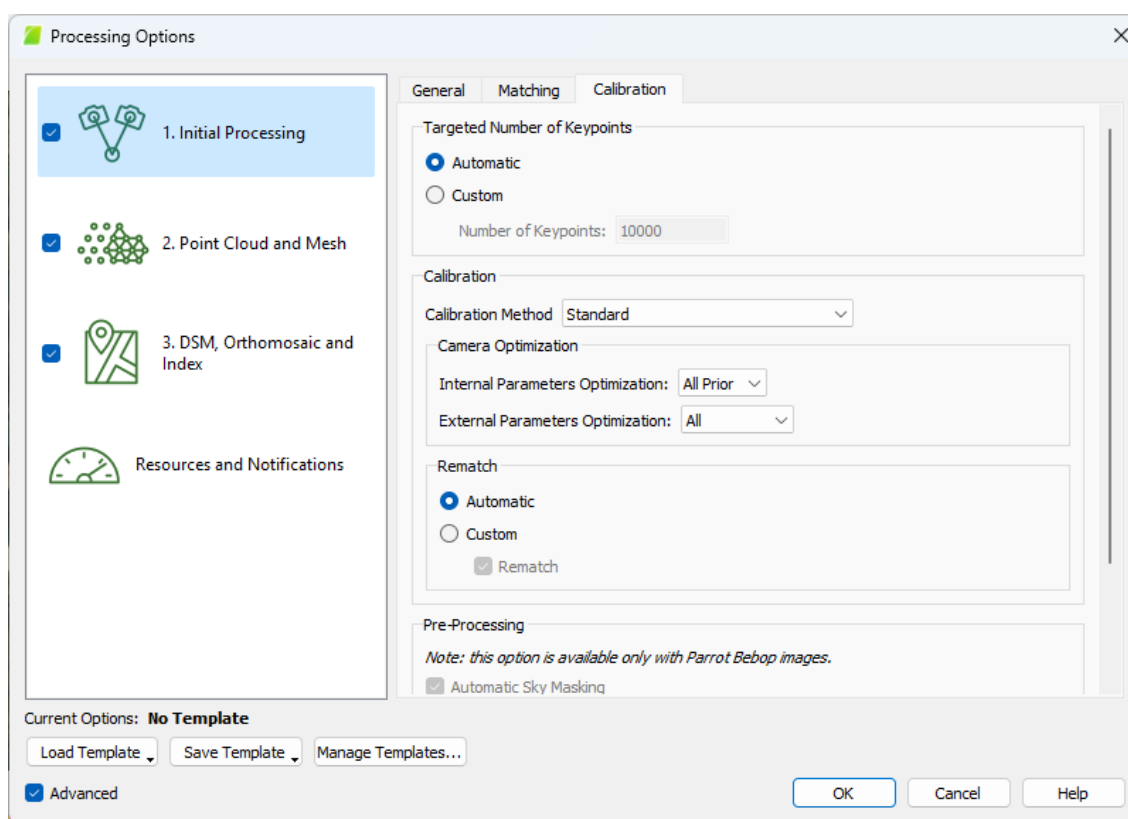 Processing Options
1. Initial Processing
2. Point Cloud and Mesh
3. DSM, Orthomosaic and
Index
Resources and Notifications
General Matching Calibration
Targeted Number of Keypoints
Automatic
Custom
Number of Keypoints: 10000
Calibration
Calibration Method Standard
Camera Optimization
Internal Parameters Optimization: All Prior
External Parameters Optimization: All
Rematch
Automatic
Custom
Rematch
Pre-Processing
Note: this option is available only with Parrot Bebop images.
Automatic Sky Masking
Current Options: No Template
Load Template Save Template Manage Templates...
Advanced
OK Cancel Help